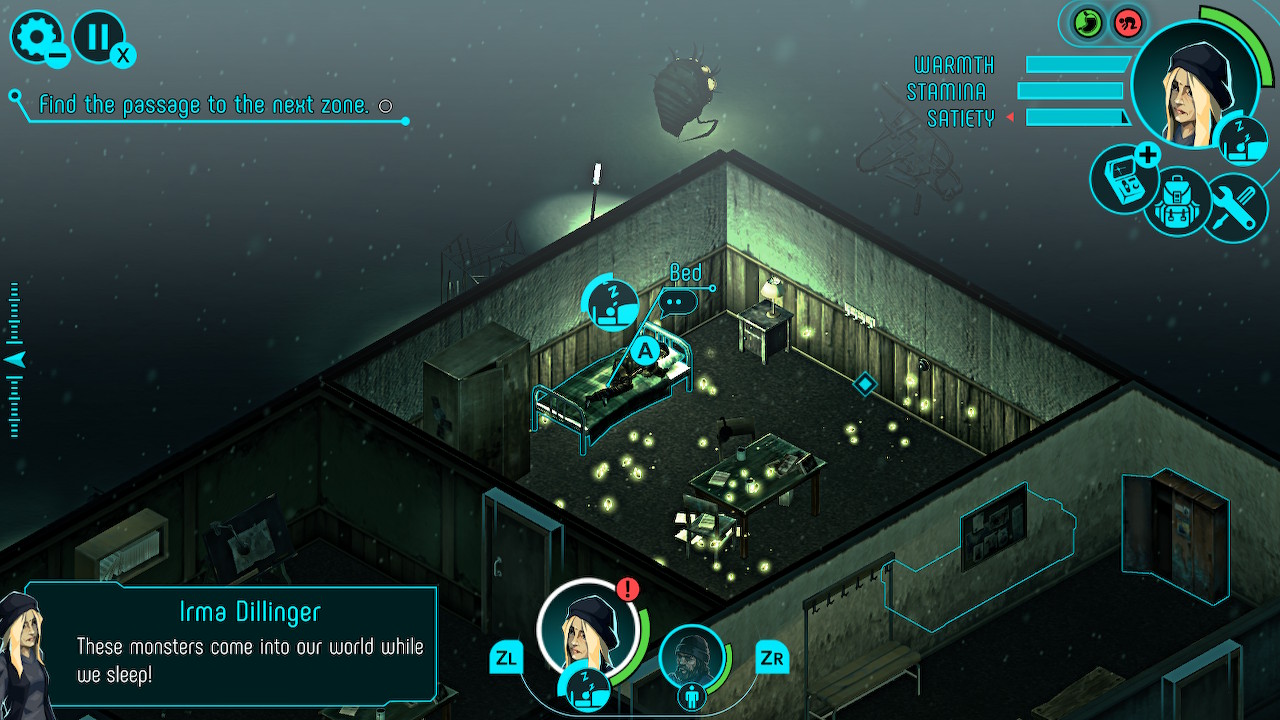 X
Find the passage to the next zone.
WARMTH
STAMINA
SATIETY
Bed
A
Irma Dillinger
These monsters come into our world while
we sleep!
ZL
ZR